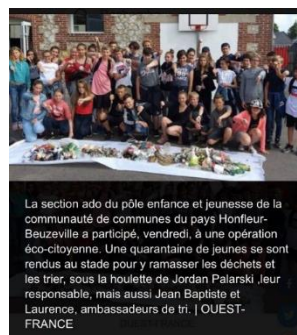 La section ado du pôle enfance et jeunesse de la
communauté de communes du pays Honfleur-
Beuzeville a participé, vendredi, à une opération
éco-citoyenne. Une quarantaine de jeunes se sont
rendus au stade pour y ramasser les déchets et
les trier, sous la houlette de Jordan Palarski ,leur
responsable, mais aussi Jean Baptiste et
Laurence, ambassadeurs de tri. | OUEST-
FRANCE